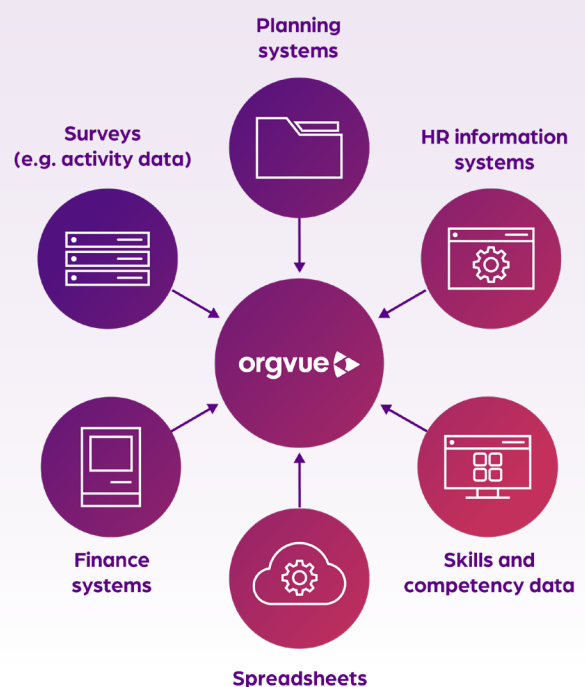 Planning
systems
Surveys
(e.g. activity data)
HR information
systems
orgvue
Finance
systems
Skills and
competency data
Spreadsheets